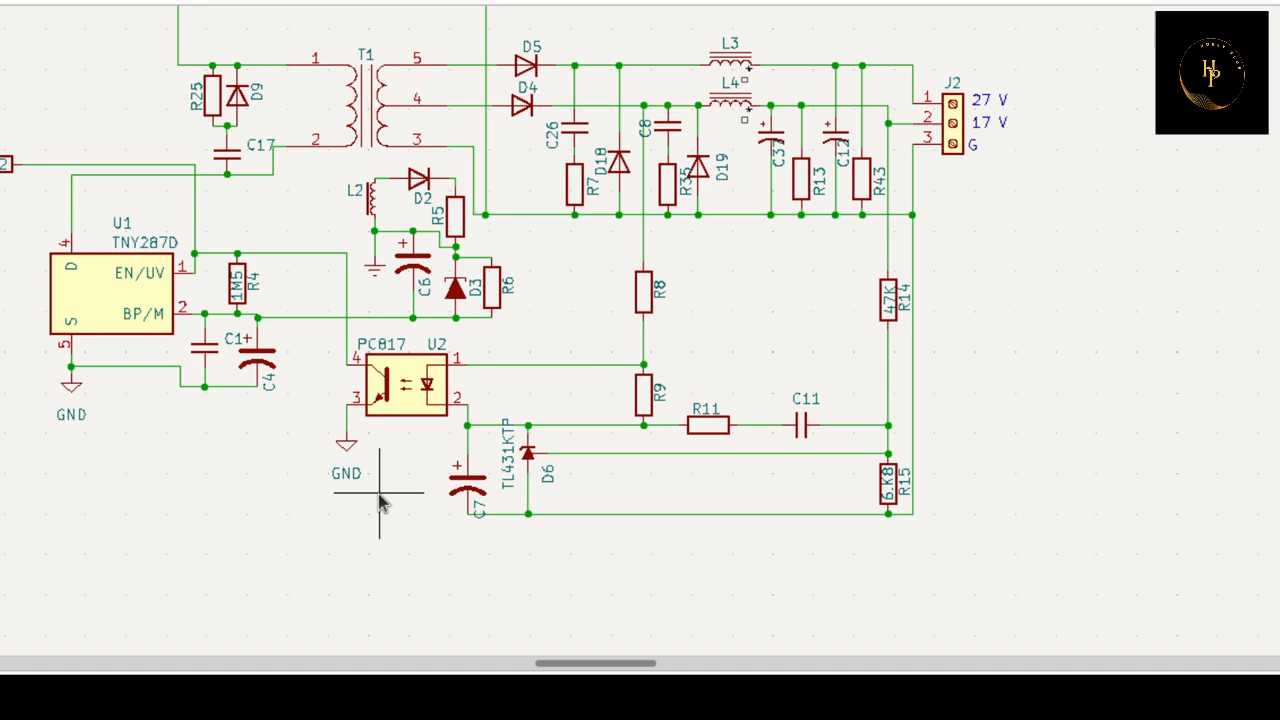 T1
1
5
D5
L3
R25
D9
4
D4
L4
J2
1 27 V
2 17 V
3 G
2
3
C17
C26
R7
D18
C8
R35
D19
C37
R13
C12
R43
2
L2
D2
R5
U1
TNY287D
4
D
EN/UV 1
1M5
R4
C6
D3
R6
R8
47K
R14
BP/M 2
S
5
C1
C4
GND
PC817 U2
4
1
3
2
R9
R11
C11
GND
TL431KTP
D6
C7
6.K8
R15
HP